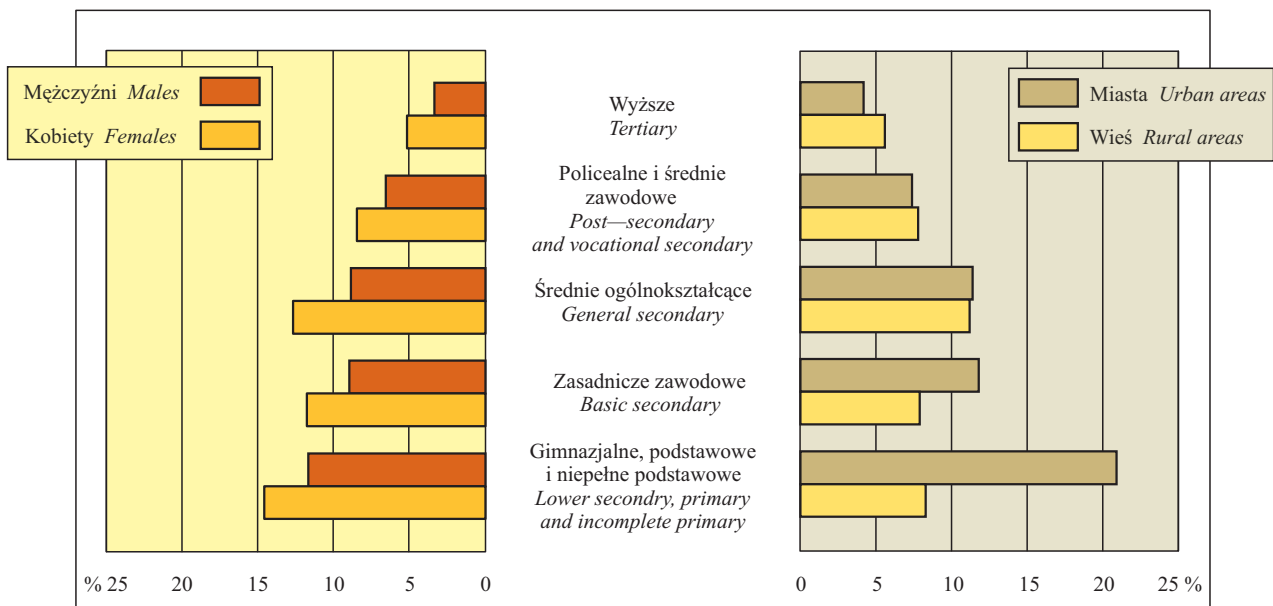 Mężczyźni Males
Kobiety Females
Miasta Urban areas
Wieś Rural areas
Wyższe
Tertiary
Policealne i średnie
zawodowe
Post—secondary
and vocational secondary
Średnie ogólnokształcące
General secondary
Zasadnicze zawodowe
Basic secondary
Gimnazjalne, podstawowe
i niepełne podstawowe
Lower secondry, primary
and incomplete primary
% 25 20 15 10 5 0
0 5 10 15 20 25 %